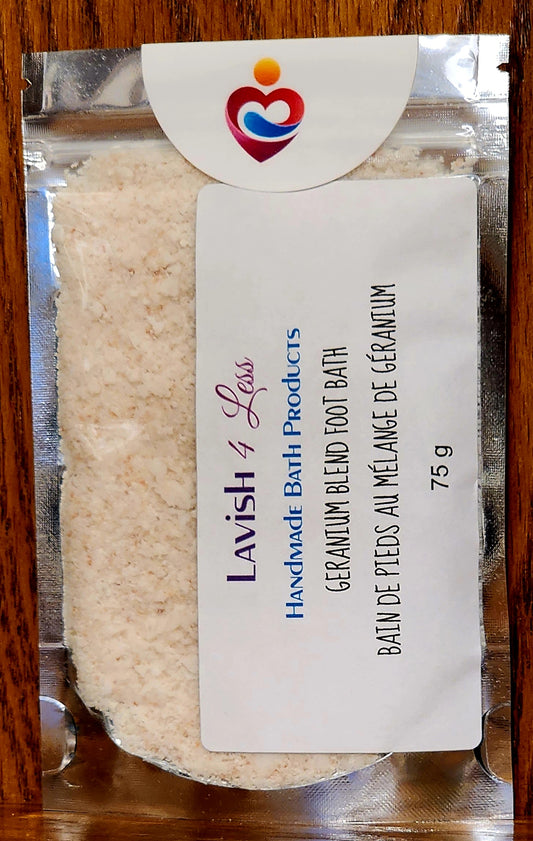 Lavish 4 Less
Handmade Bath Products
GERANIUM BLEND FOOT BATH
BAIN DE PIEDS AU MÉLANGE DE GÉRANIUM
75 g